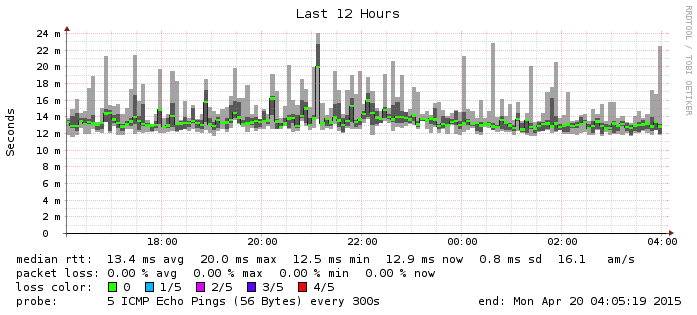 Last 12 Hours
RRDTOOL / TOBI OETIKER
Seconds
24 m
22 m
20 m
18 m
16 m
14 m
12 m
10 m
8 m
6 m
4 m
2 m
0
18:00 20:00 22:00 00:00 02:00 04:00
median rtt: 13.4 ms avg 20.0 ms max 12.5 ms min 12.9 ms now 0.8 ms sd 16.1 am/s
packet loss: 0.00 % avg 0.00 % max 0.00 % min 0.00 % now
loss color: 0 1/5 2/5 3/5 4/5
probe: 5 ICMP Echo Pings (56 Bytes) every 300s end: Mon Apr 20 04:05:19 2015